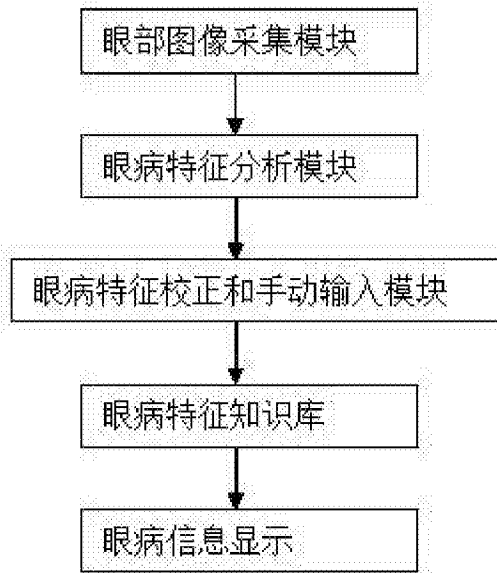 眼部图像采集模块
眼病特征分析模块
眼病特征校正和手动输入模块
眼病特征知识库
眼病信息显示